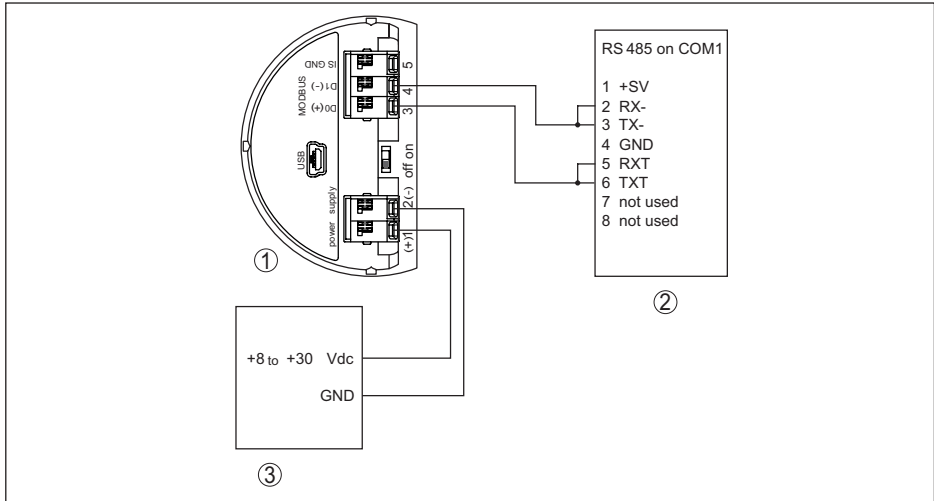 IS GND
MODBUS
D1(-)
D0(+)
USB
power supply
5
4
3
off on
2(-)
(+)1
1
RS 485 on COM1
1 +SV
2 RX-
3 TX-
4 GND
5 RXT
6 TXT
7 not used
8 not used
2
+8 to +30 Vdc
GND
3